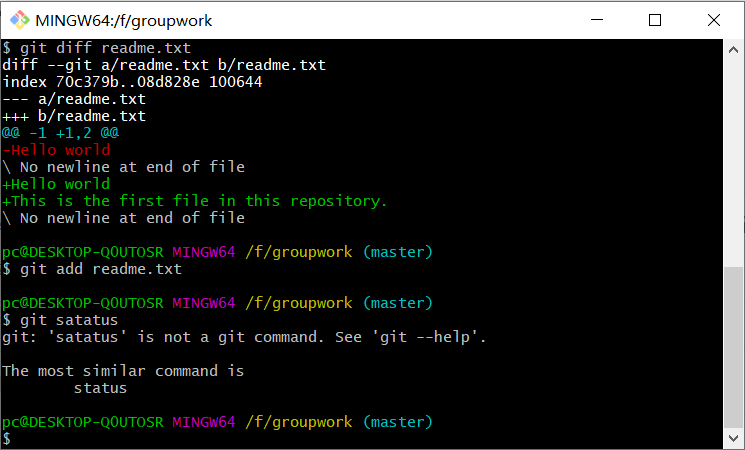 MINGW64:/f/groupwork
$ git diff readme.txt
diff --git a/readme.txt b/readme.txt
index 70c379b..08d828e 100644
--- a/readme.txt
+++ b/readme.txt
@@ -1 +1,2 @@
-Hello world
\ No newline at end of file
+Hello world
+This is the first file in this repository.
\ No newline at end of file
pc@DESKTOP-QOUTOSR MINGW64 /f/groupwork (master)
$ git add readme.txt
pc@DESKTOP-QOUTOSR MINGW64 /f/groupwork (master)
$ git satatus
git: 'satatus' is not a git command. See 'git --help'.
The most similar command is
        status
pc@DESKTOP-QOUTOSR MINGW64 /f/groupwork (master)
$